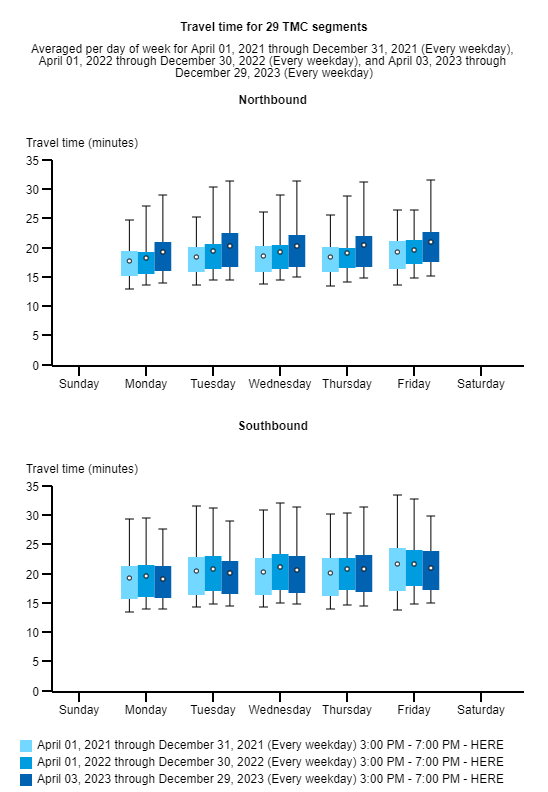 Travel time for 29 TMC segments
Averaged per day of week for April 01, 2021 through December 31, 2021 (Every weekday),
April 01, 2022 through December 30, 2022 (Every weekday), and April 03, 2023 through
December 29, 2023 (Every weekday)
Northbound
Travel time (minutes)
35
30
25
20
15
10
5
0
Sunday Monday Tuesday Wednesday Thursday Friday Saturday
Southbound
Travel time (minutes)
35
30
25
20
15
10
5
0
Sunday Monday Tuesday Wednesday Thursday Friday Saturday
April 01, 2021 through December 31, 2021 (Every weekday) 3:00 PM - 7:00 PM - HERE
April 01, 2022 through December 30, 2022 (Every weekday) 3:00 PM - 7:00 PM - HERE
April 03, 2023 through December 29, 2023 (Every weekday) 3:00 PM - 7:00 PM - HERE